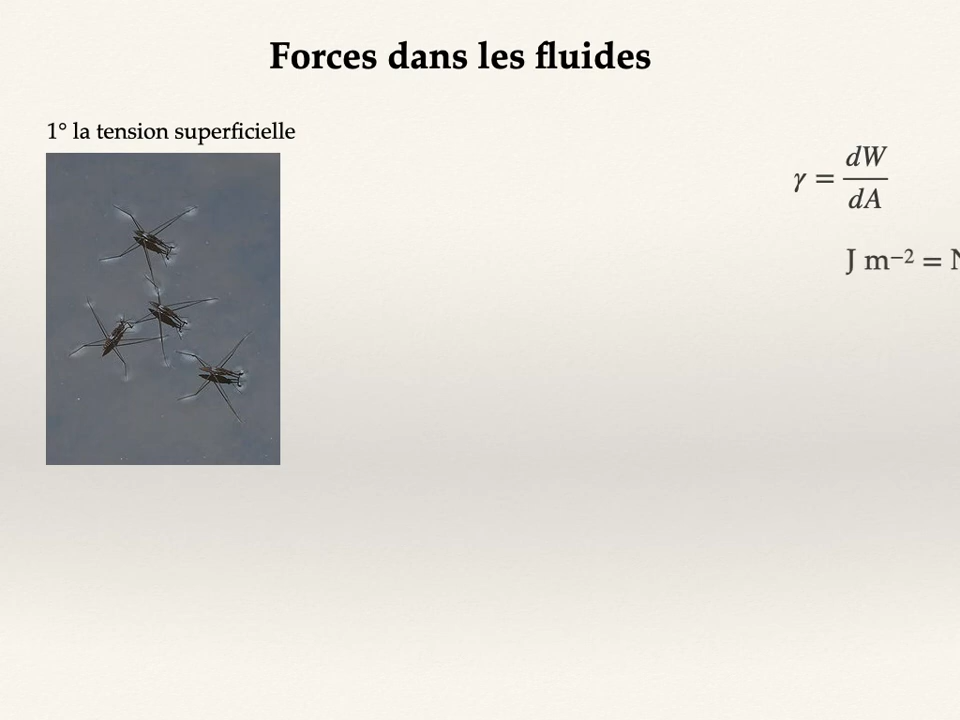 Forces dans les fluides
1° la tension superficielle
γ = dW/dA
J m⁻² =